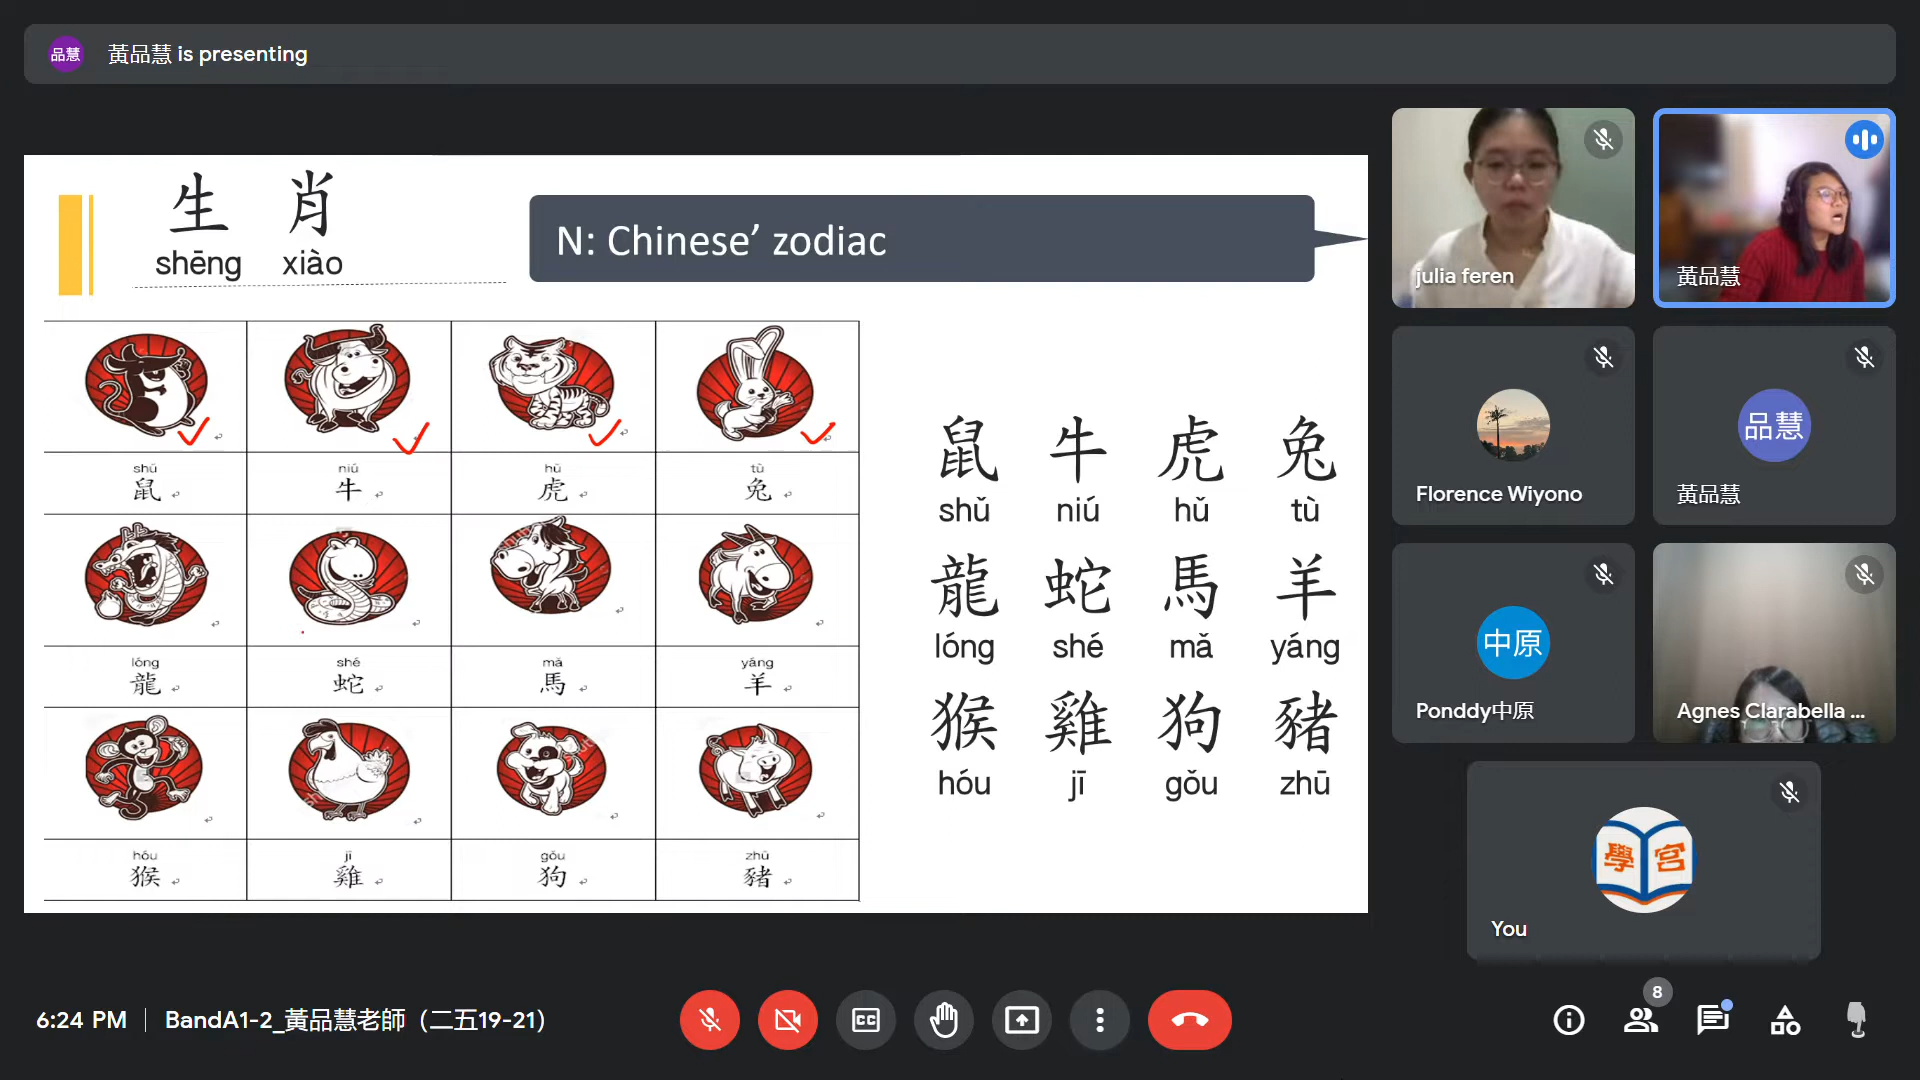 品慧 黃品慧 is presenting
生 肖
shēng xiào
N: Chinese’ zodiac
shǔ niú hǔ tù
鼠 牛 虎 兔
lóng shé mǎ yáng
龍 蛇 馬 羊
hóu jī gǒu zhū
猴 雞 狗 豬
鼠 牛 虎 兔
shǔ niú hǔ tù
龍 蛇 馬 羊
lóng shé mǎ yáng
猴 雞 狗 豬
hóu jī gǒu zhū
julia feren
黃品慧
Florence Wiyono
品慧
黃品慧
中原
Ponddy中原
Agnes Clarabella ...
學 宮
You
6:24 PM | BandA1-2_黃品慧老師（二五19-21）
CC
8